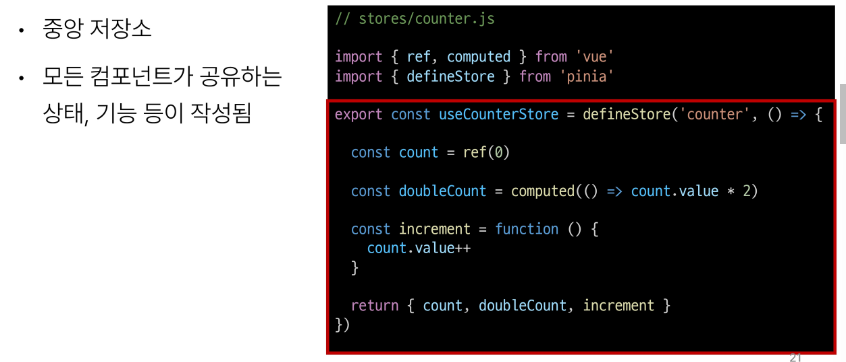 • 중앙 저장소
• 모든 컴포넌트가 공유하는
상태, 기능 등이 작성됨
// stores/counter.js
import { ref, computed } from 'vue'
import { defineStore } from 'pinia'
export const useCounterStore = defineStore('counter', () => {
const count = ref(0)
const doubleCount = computed(() => count.value * 2)
const increment = function () {
count.value++
}
return { count, doubleCount, increment }
})
21